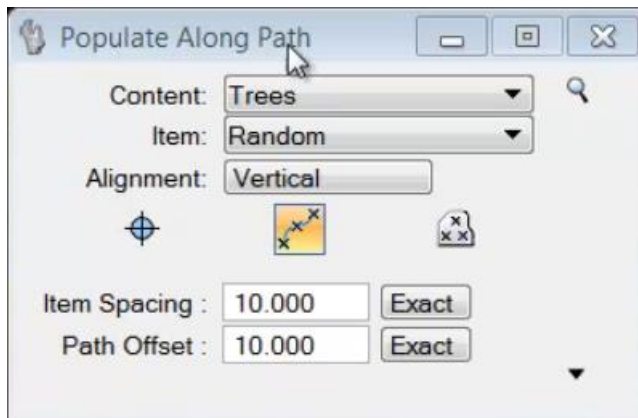 Populate Along Path
Content: Trees
Item: Random
Alignment: Vertical
Item Spacing : 10.000 Exact
Path Offset : 10.000 Exact